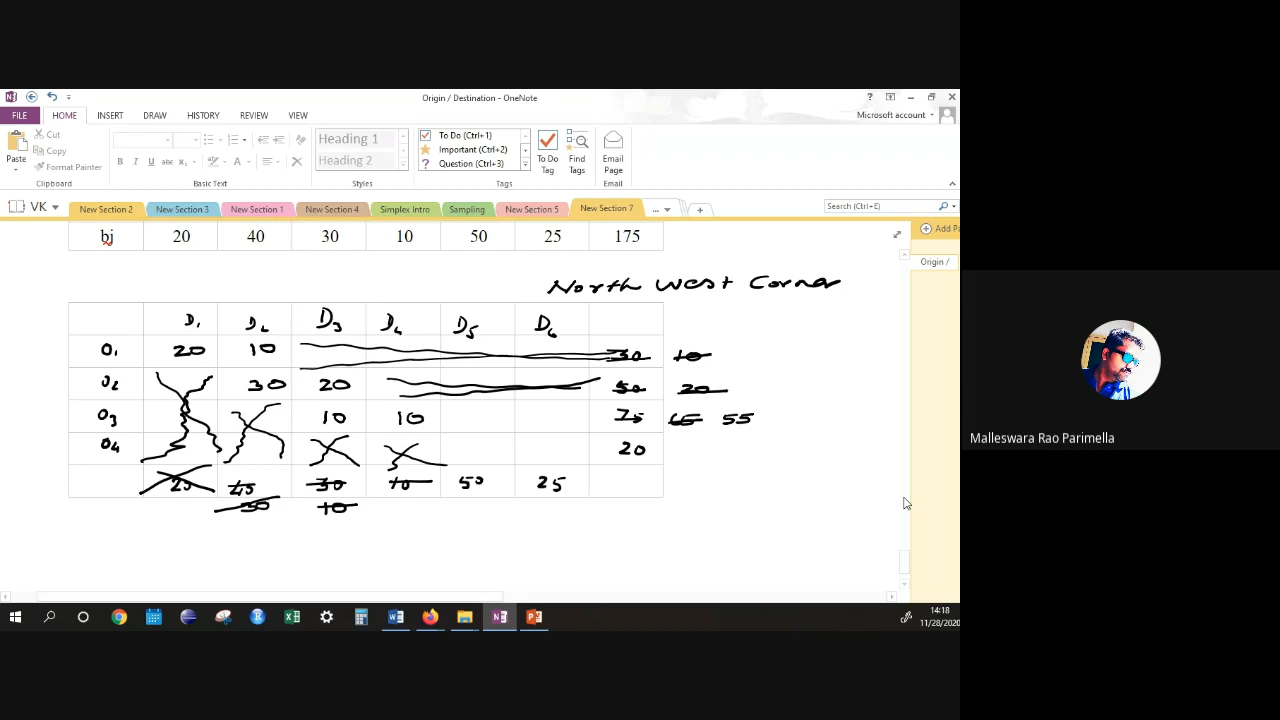 Origin / Destination - OneNote
FILE HOME INSERT DRAW HISTORY REVIEW VIEW
Microsoft account
Paste
Cut
Copy
Format Painter
Clipboard
Basic Text
Heading 1
Heading 2
Styles
To Do (Ctrl+1)
Important (Ctrl+2)
Question (Ctrl+3)
Tags
To Do Tag
Find Tags
Email Page
Email
VK
New Section 2 New Section 3 New Section 1 New Section 4 Simplex Intro Sampling New Section 5 New Section 7 ...
Search (Ctrl+E)
Add Pa
Origin /
bj 20 40 30 10 50 25 175
North West Corner
D1 D2 D3 D4 D5 D6
O1 20 10 30 10
O2 30 20 50 20
O3 10 10 75 65 55
O4 20
20 40 30 10 50 25
30 10
Malleswara Rao Parimella
14:18
11/28/2020